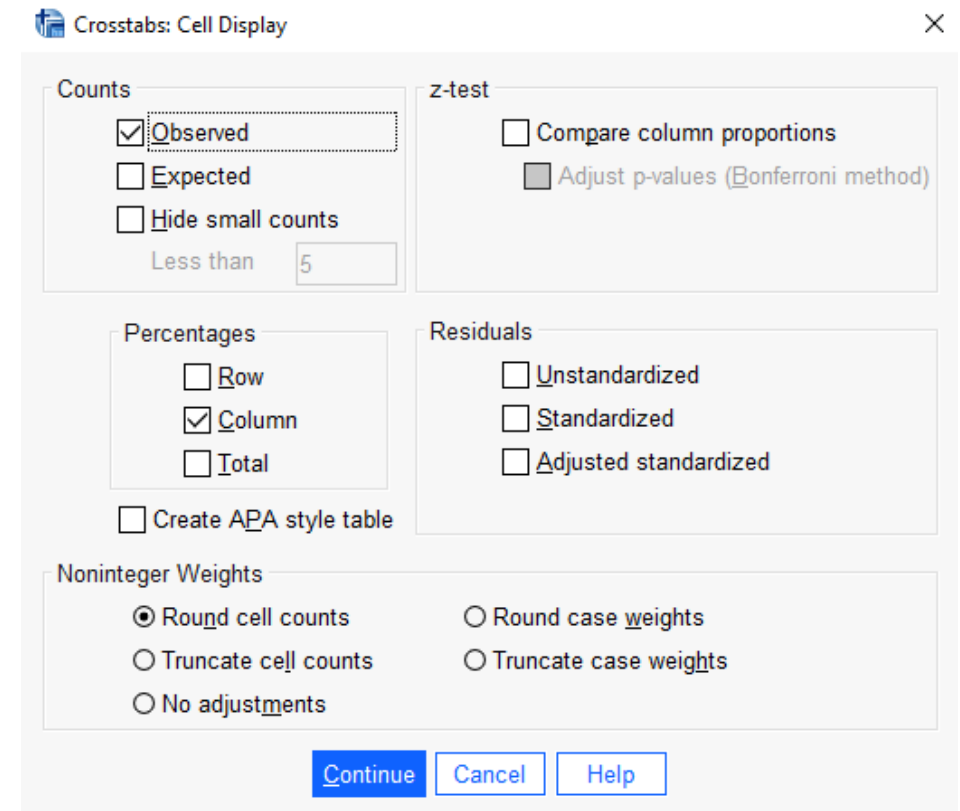 Crosstabs: Cell Display
Counts
Observed
Expected
Hide small counts
Less than 5
z-test
Compare column proportions
Adjust p-values (Bonferroni method)
Percentages
Row
Column
Total
Create APA style table
Residuals
Unstandardized
Standardized
Adjusted standardized
Noninteger Weights
Round cell counts
Round case weights
Truncate cell counts
Truncate case weights
No adjustments
Continue
Cancel
Help